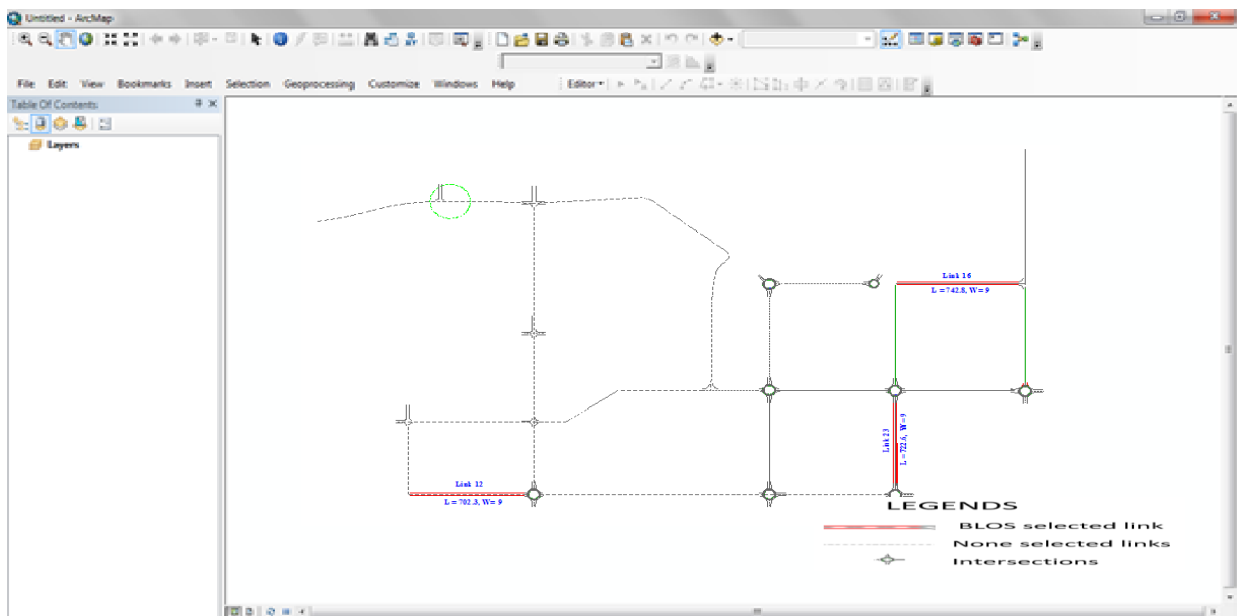 Untitled - ArcMap
File Edit View Bookmarks Insert Selection Geoprocessing Customize Windows Help
Editor
Table Of Contents
Layers
Link 16
L = 742.8, W= 9
Link 23
L = 722.6, W=9
Link 12
L = 702.3, W= 9
LEGENDS
BLOS selected link
None selected links
Intersections